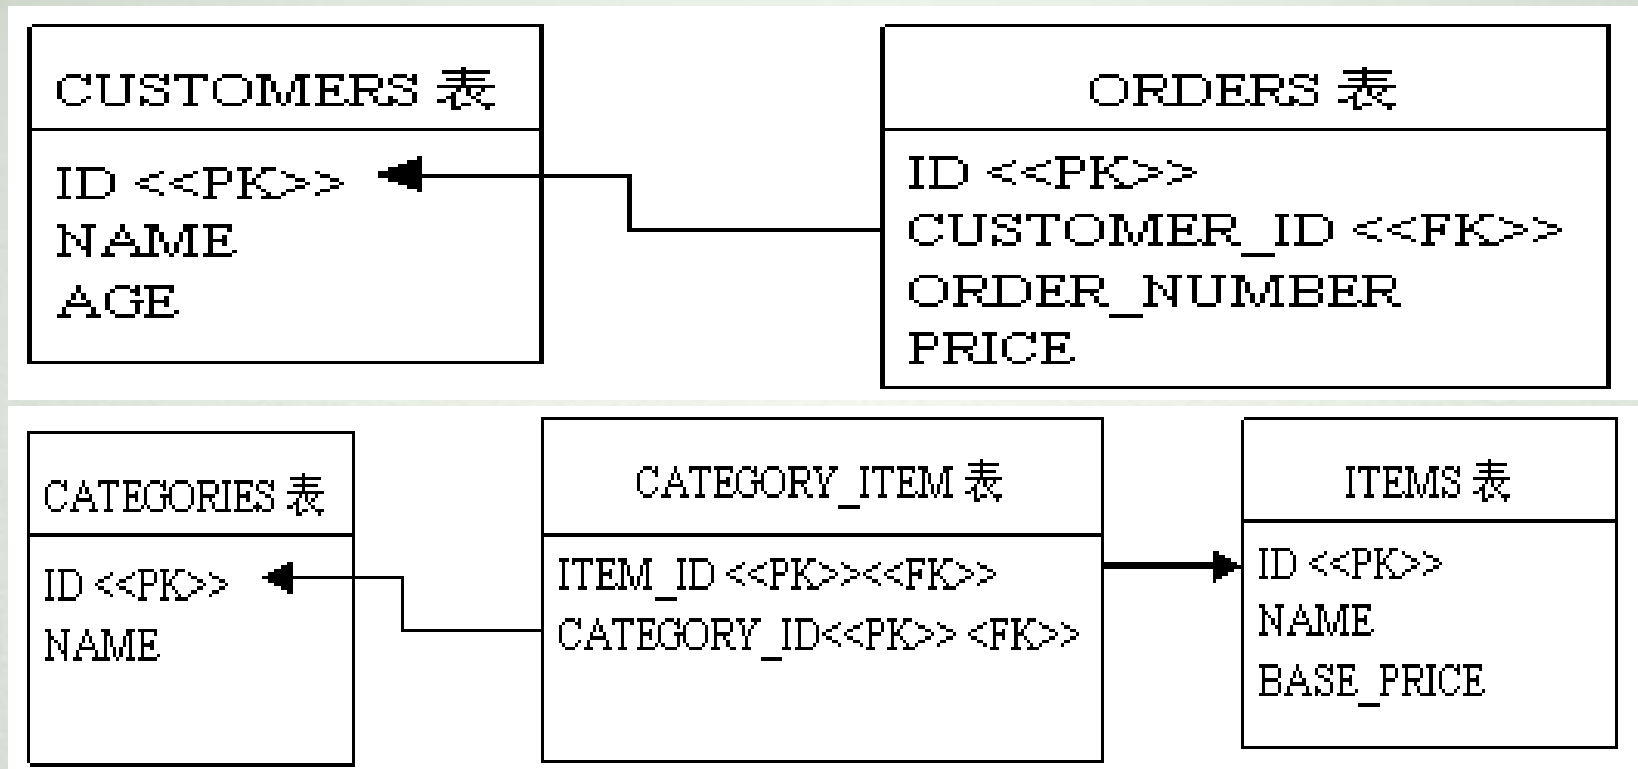 CUSTOMERS 表
ID <<PK>>
NAME
AGE
ORDERS 表
ID <<PK>>
CUSTOMER_ID <<FK>>
ORDER_NUMBER
PRICE
CATEGORIES 表
ID <<PK>>
NAME
CATEGORY_ITEM 表
ITEM_ID <<PK>><<FK>>
CATEGORY_ID<<PK>> <FK>>
ITEMS 表
ID <<PK>>
NAME
BASE_PRICE